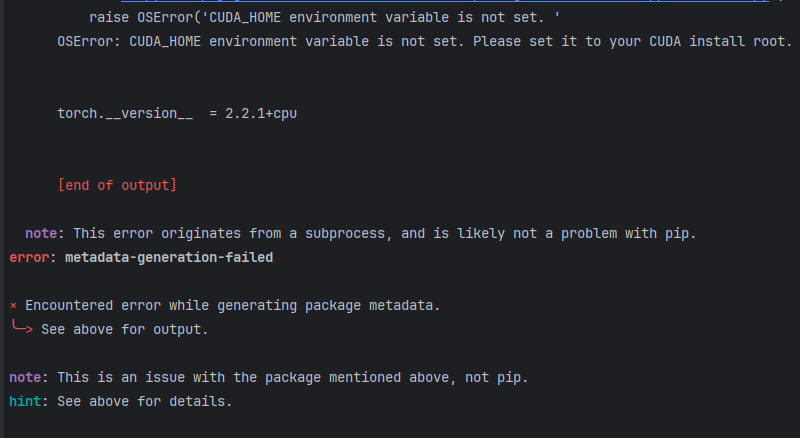 raise OSError('CUDA_HOME environment variable is not set. '
OSError: CUDA_HOME environment variable is not set. Please set it to your CUDA install root.
torch.__version__  = 2.2.1+cpu
[end of output]
note: This error originates from a subprocess, and is likely not a problem with pip.
error: metadata-generation-failed
× Encountered error while generating package metadata.
╰─> See above for output.
note: This is an issue with the package mentioned above, not pip.
hint: See above for details.